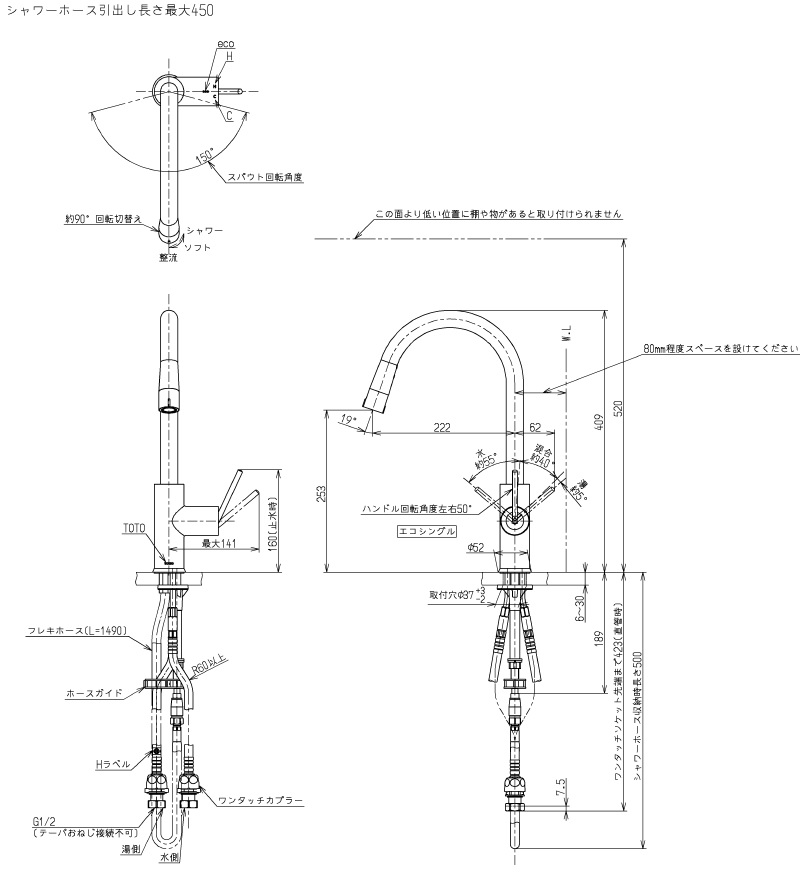 シャワーホース引出し長さ最大450
eco
H
H
C
C
150°
スパウト回転角度
約90° 回転切替え
シャワー
ソフト
整流
この面より低い位置に棚や物があると取り付けられません
W.L
80mm程度スペースを設けてください
19°
222
62
409
520
253
水
約55°
混合
約40°
湯
約5°
ハンドル回転角度左右50°
エコシングル
φ52
160(止水時)
TOTO
最大141
取付穴φ37+3
-2
6~30
189
ワンタッチソケット先端まで423(直管時)
シャワーホース収納時長さ500
フレキホース(L=1490)
R60以上
ホースガイド
Hラベル
ワンタッチカプラー
7.5
G1/2
(テーパおねじ接続不可)
湯側
水側